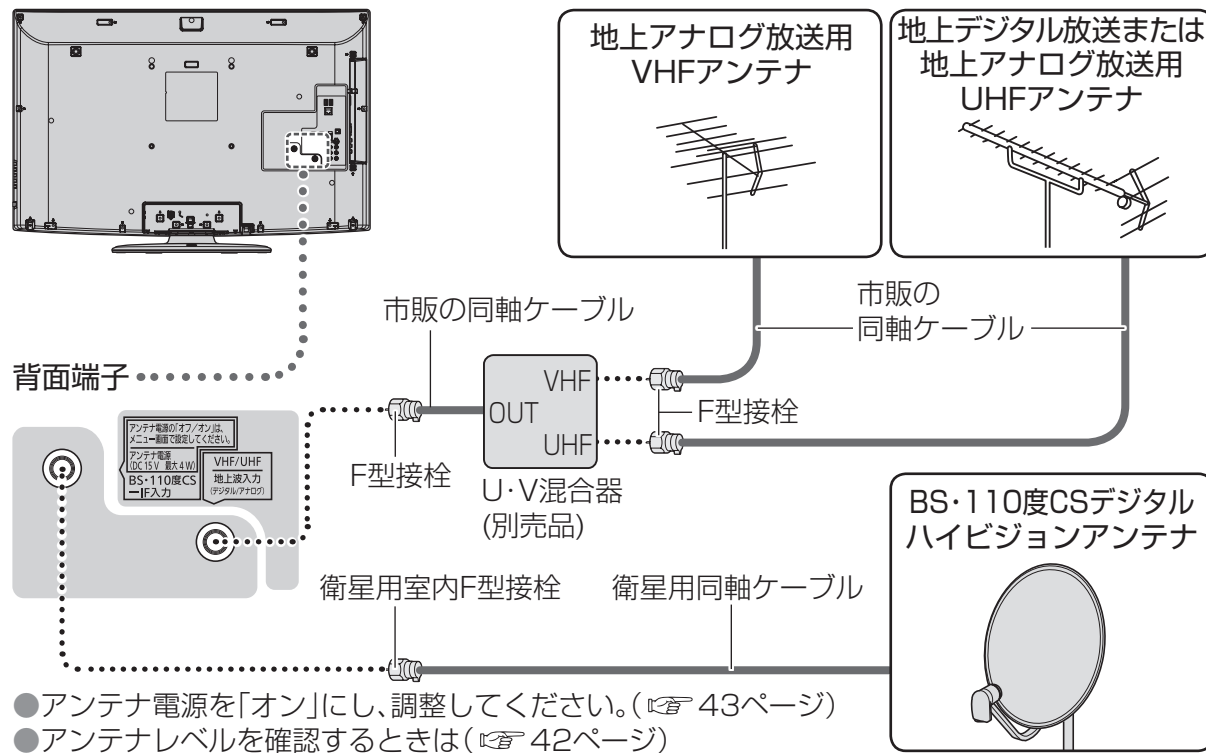 地上アナログ放送用
VHFアンテナ
地上デジタル放送または
地上アナログ放送用
UHFアンテナ
市販の同軸ケーブル
市販の
同軸ケーブル
背面端子
VHF
OUT
UHF
F型接栓
F型接栓
U・V混合器
(別売品)
アンテナ電源の「オフ/オン」は、
メニュー画面で設定してください。
アンテナ電源
(DC 15 V 最大 4 W)
BS・110度CS
ーIF入力
VHF/UHF
地上波入力
(デジタル/アナログ)
BS・110度CSデジタル
ハイビジョンアンテナ
衛星用室内F型接栓
衛星用同軸ケーブル
●アンテナ電源を「オン」にし、調整してください。(☞ 43ページ)
●アンテナレベルを確認するときは(☞ 42ページ)